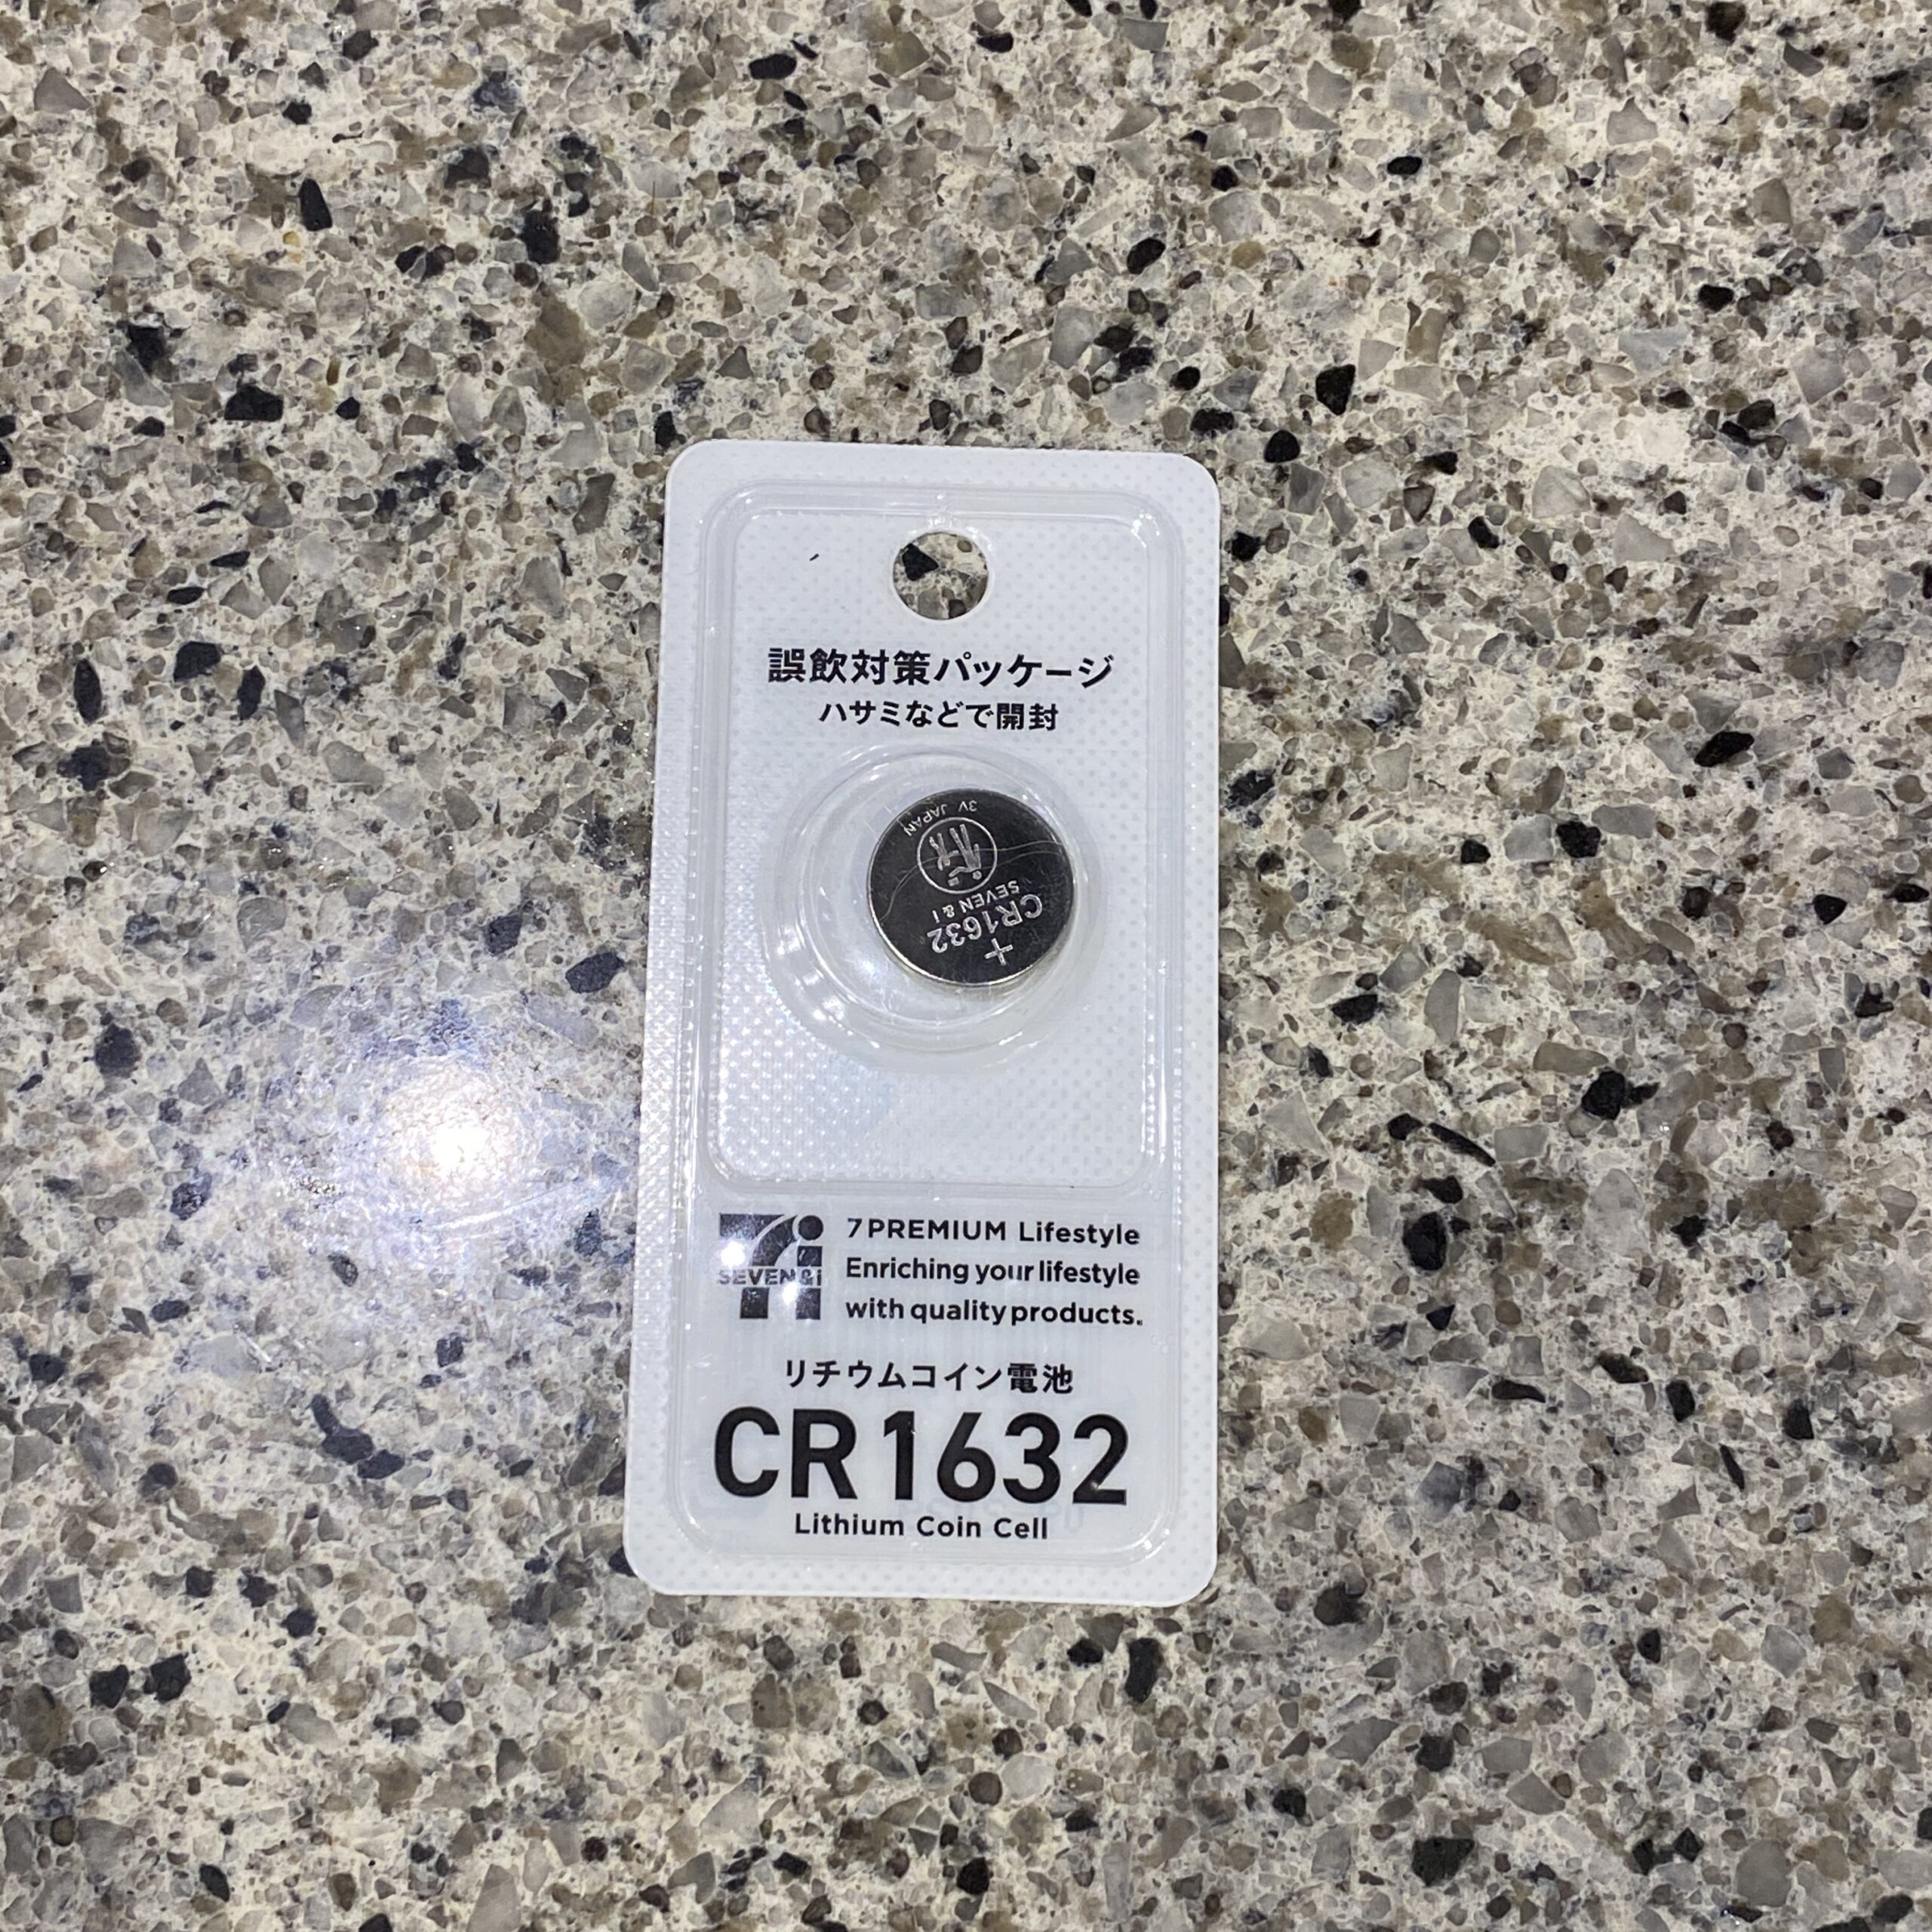 誤飲対策パッケージ
ハサミなどで開封
+
CR1632
SEVEN & i
3V JAPAN
SEVEN&i
7PREMIUM Lifestyle
Enriching your lifestyle
with quality products.
リチウムコイン電池
CR1632
Lithium Coin Cell